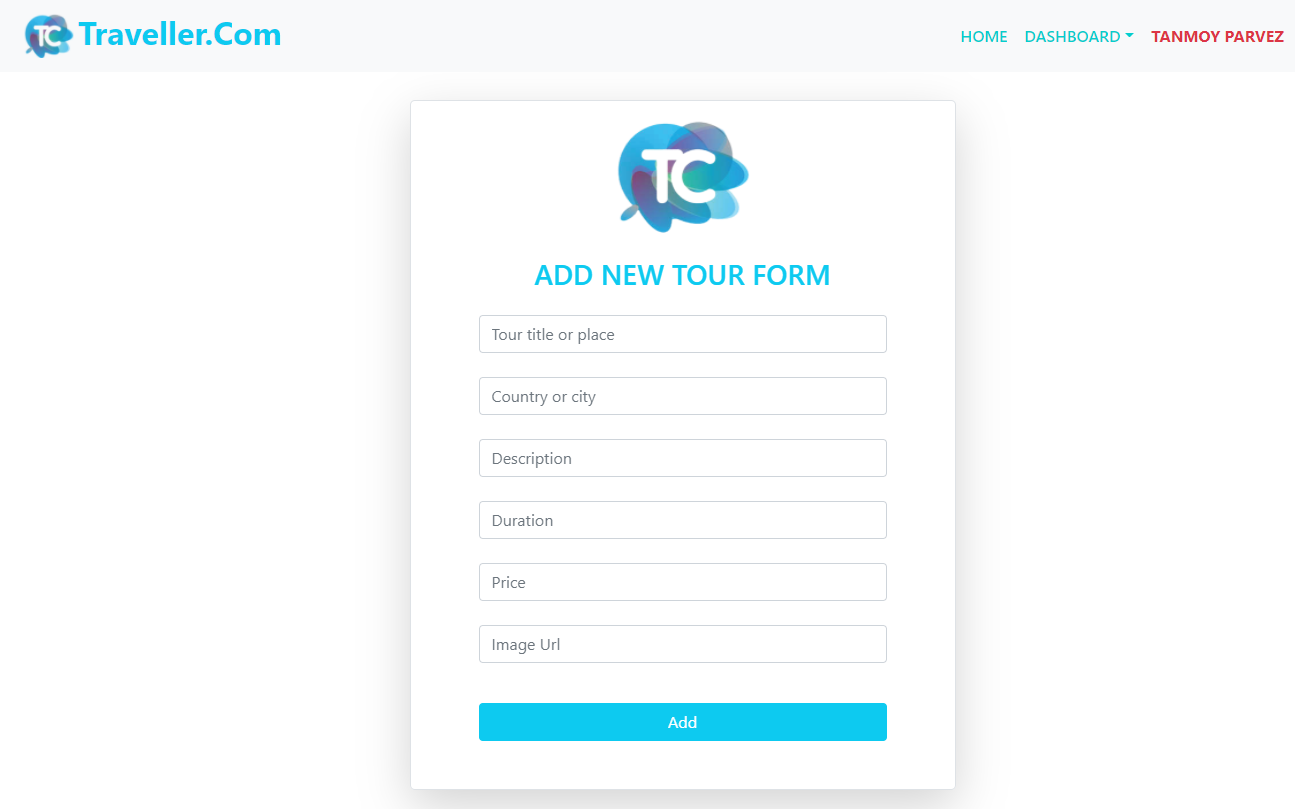 TC Traveller.Com
HOME DASHBOARD TANMOY PARVEZ
TC
ADD NEW TOUR FORM
Tour title or place
Country or city
Description
Duration
Price
Image Url
Add